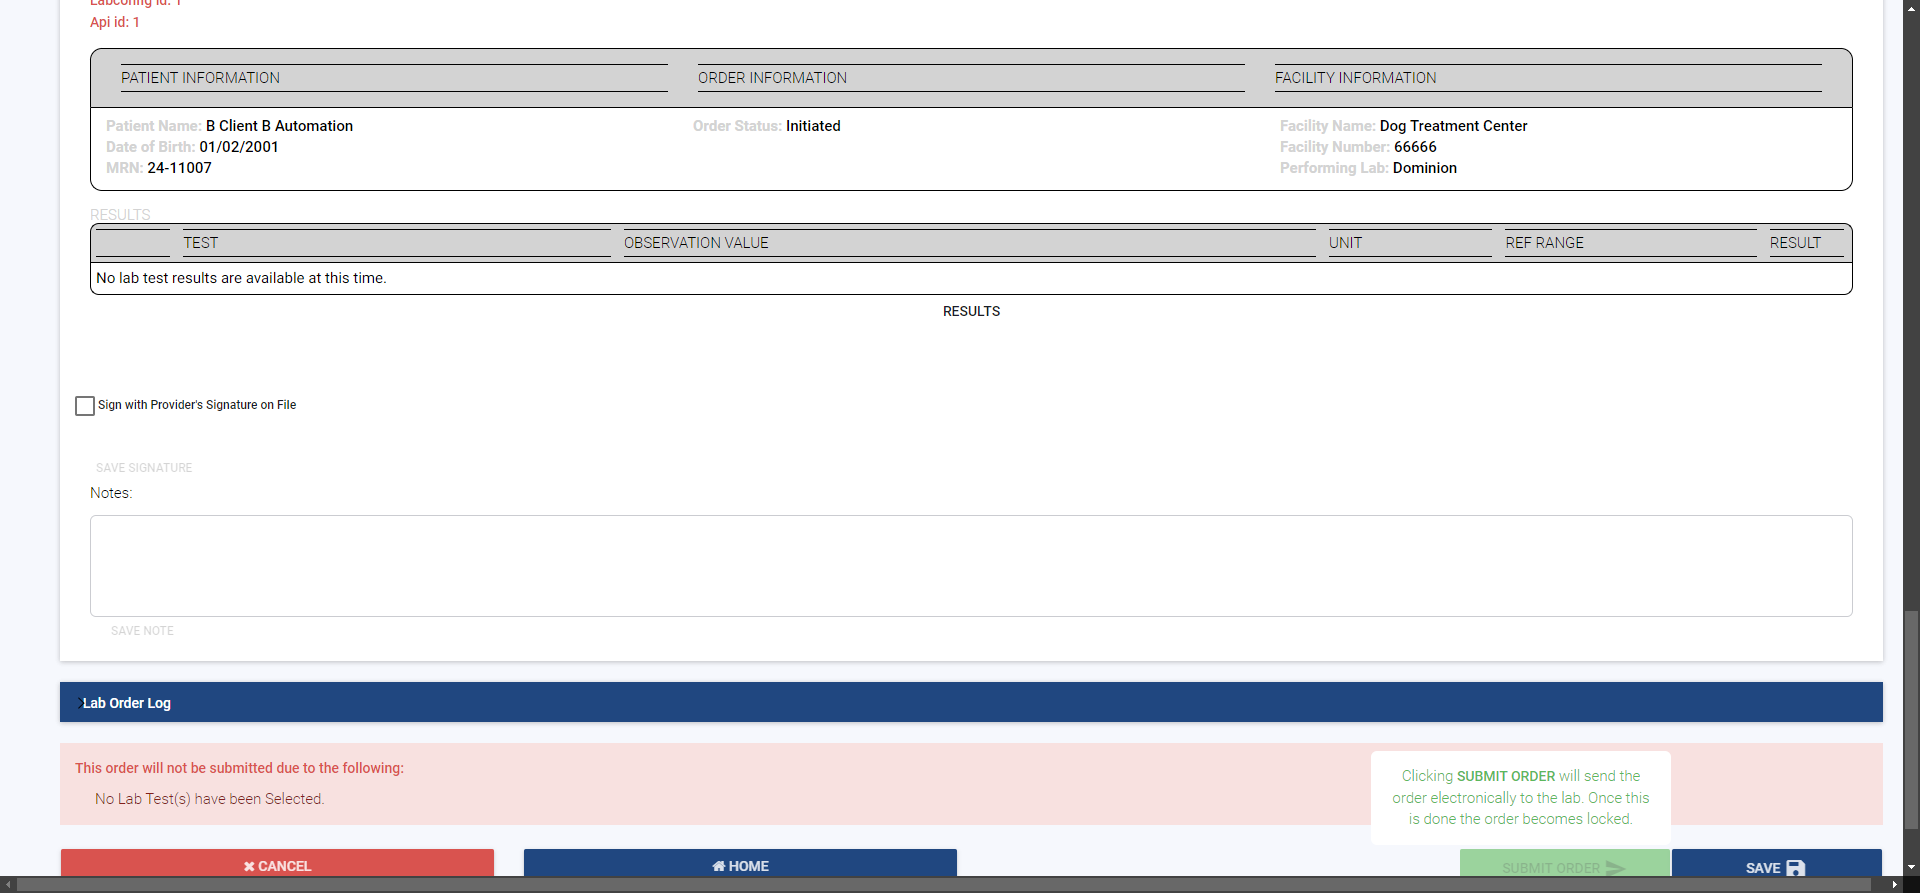 Labconfig id: 1
Api id: 1
PATIENT INFORMATION
ORDER INFORMATION
FACILITY INFORMATION
Patient Name: B Client B Automation
Date of Birth: 01/02/2001
MRN: 24-11007
Order Status: Initiated
Facility Name: Dog Treatment Center
Facility Number: 66666
Performing Lab: Dominion
RESULTS
TEST
OBSERVATION VALUE
UNIT
REF RANGE
RESULT
No lab test results are available at this time.
RESULTS
Sign with Provider's Signature on File
SAVE SIGNATURE
Notes:
SAVE NOTE
Lab Order Log
This order will not be submitted due to the following:
No Lab Test(s) have been Selected.
Clicking SUBMIT ORDER will send the
order electronically to the lab. Once this
is done the order becomes locked.
CANCEL
HOME
SUBMIT ORDER
SAVE